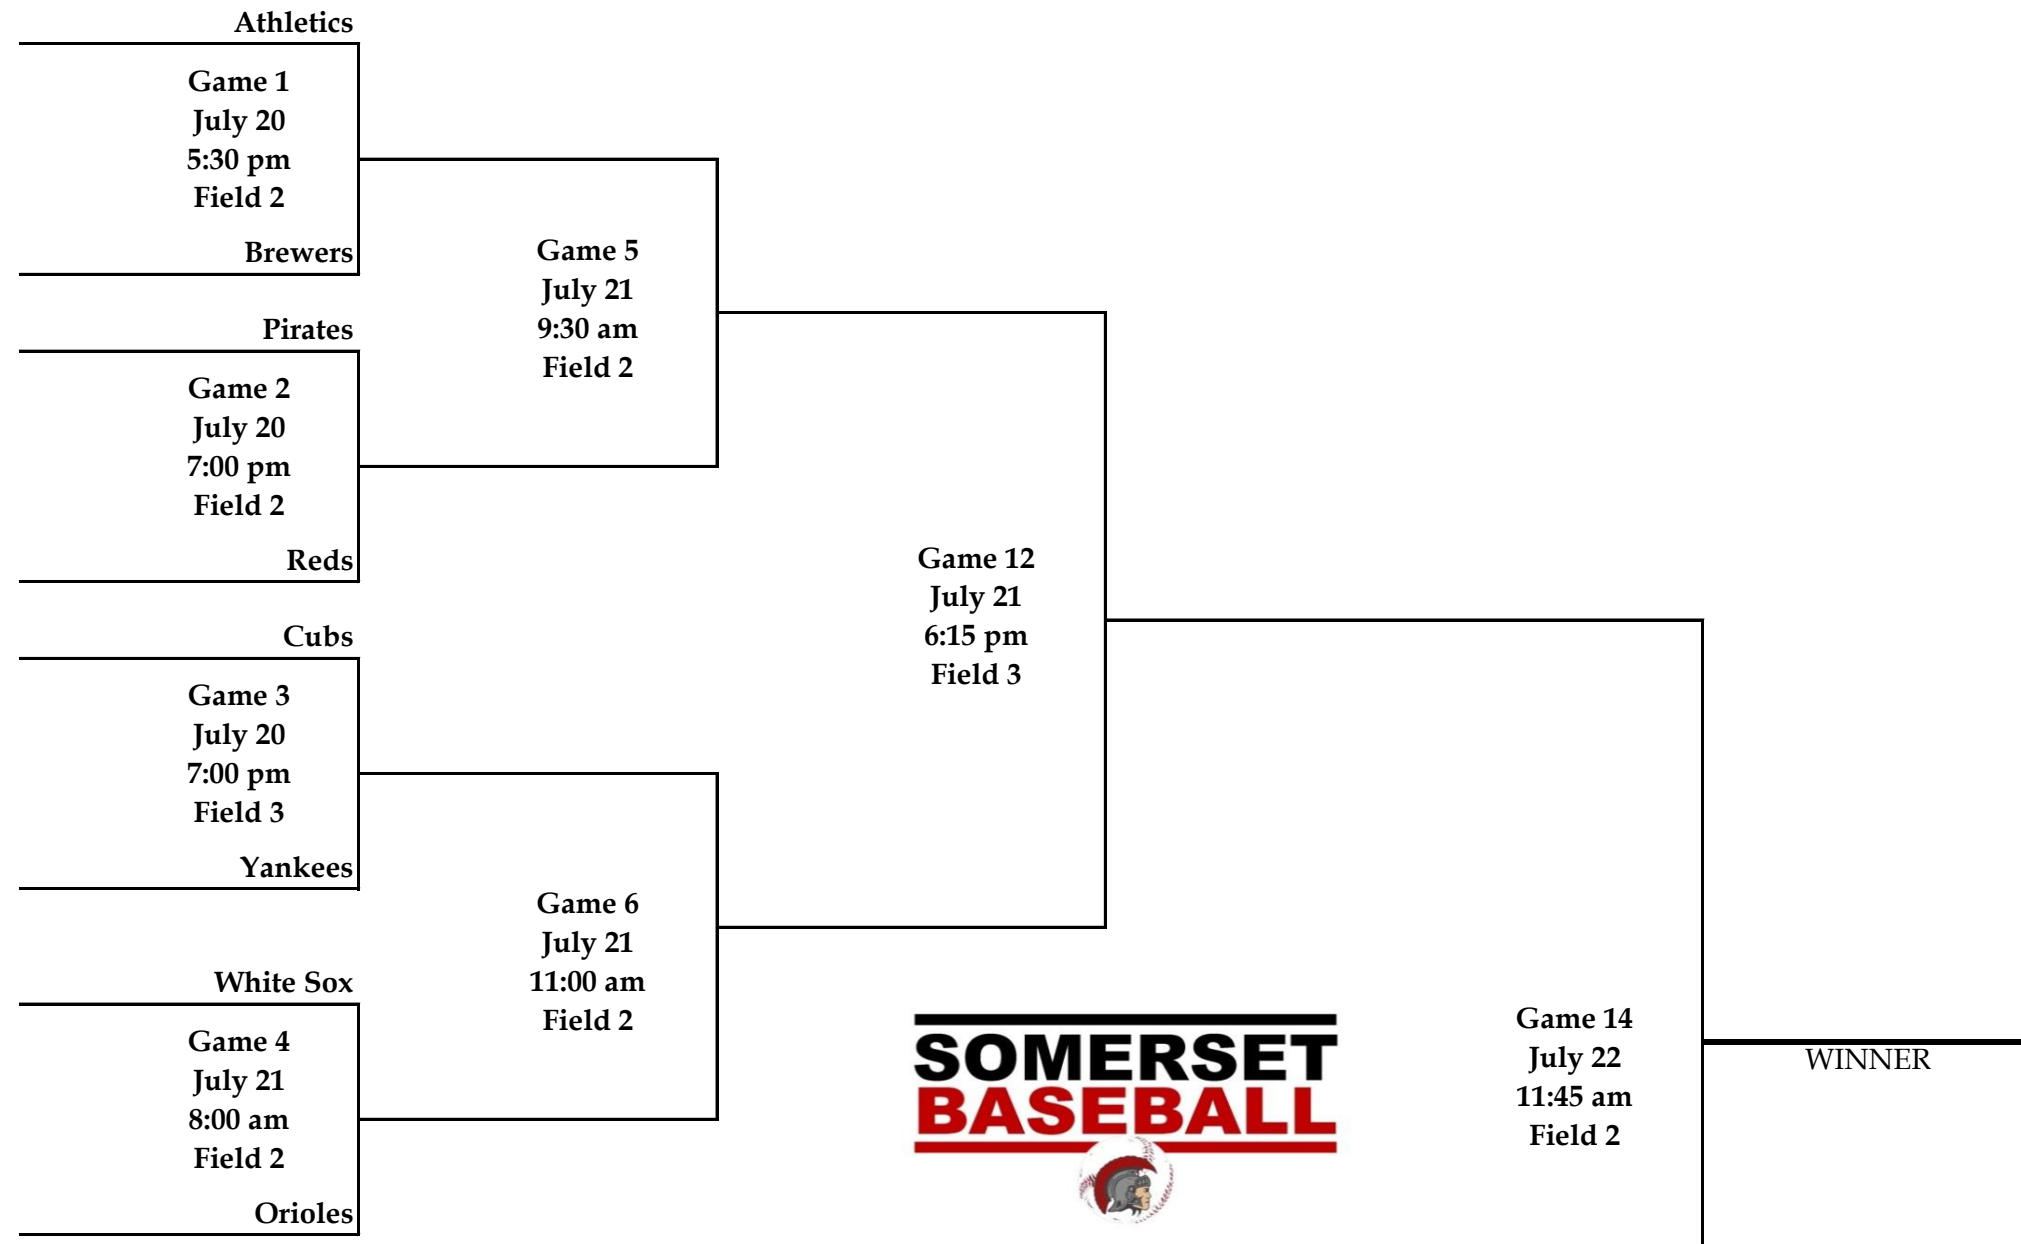 Athletics
Game 1
July 20
5:30 pm
Field 2
Brewers
Pirates
Game 2
July 20
7:00 pm
Field 2
Reds
Cubs
Game 3
July 20
7:00 pm
Field 3
Yankees
White Sox
Game 4
July 21
8:00 am
Field 2
Orioles
Game 5
July 21
9:30 am
Field 2
Game 6
July 21
11:00 am
Field 2
Game 12
July 21
6:15 pm
Field 3
SOMERSET
BASEBALL
Game 14
July 22
11:45 am
Field 2
WINNER